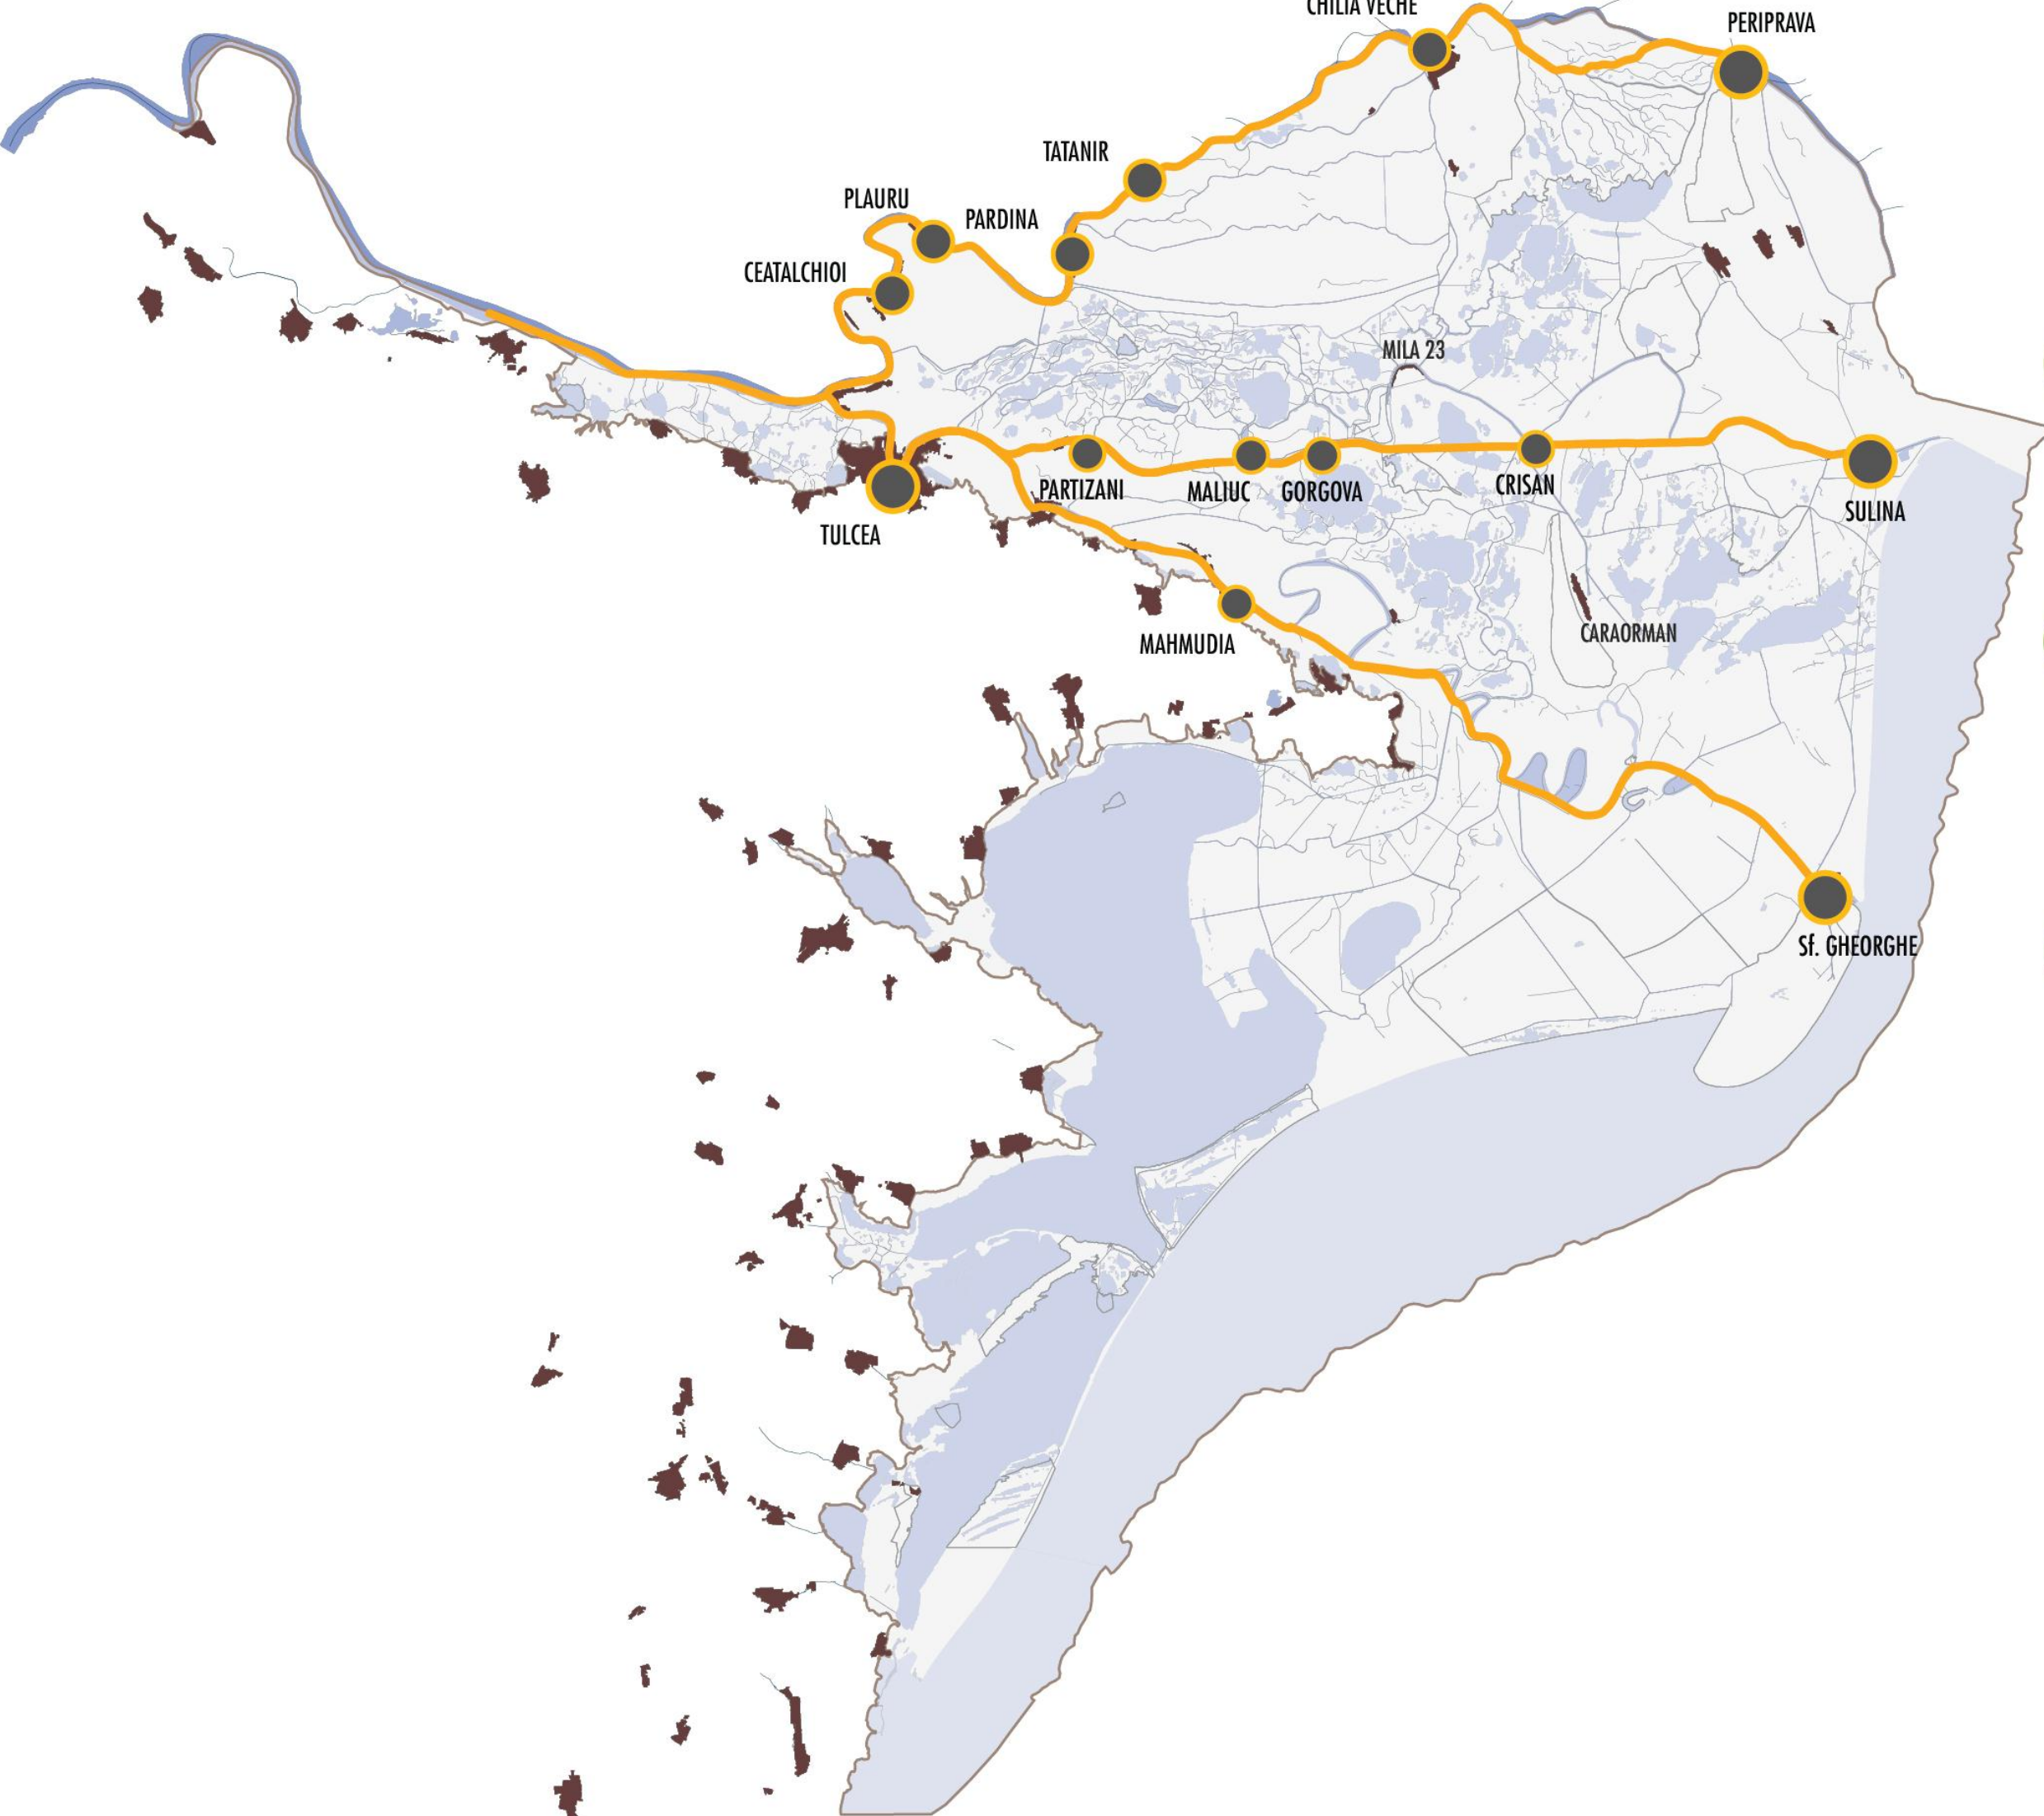 CHILIA VECHE
PERIPRAVA
TATANIR
PLAURU
PARDINA
CEATALCHIOI
MILA 23
PARTIZANI
MALIUC
GORGOVA
CRISAN
SULINA
TULCEA
CARAORMAN
MAHMUDIA
Sf. GHEORGHE